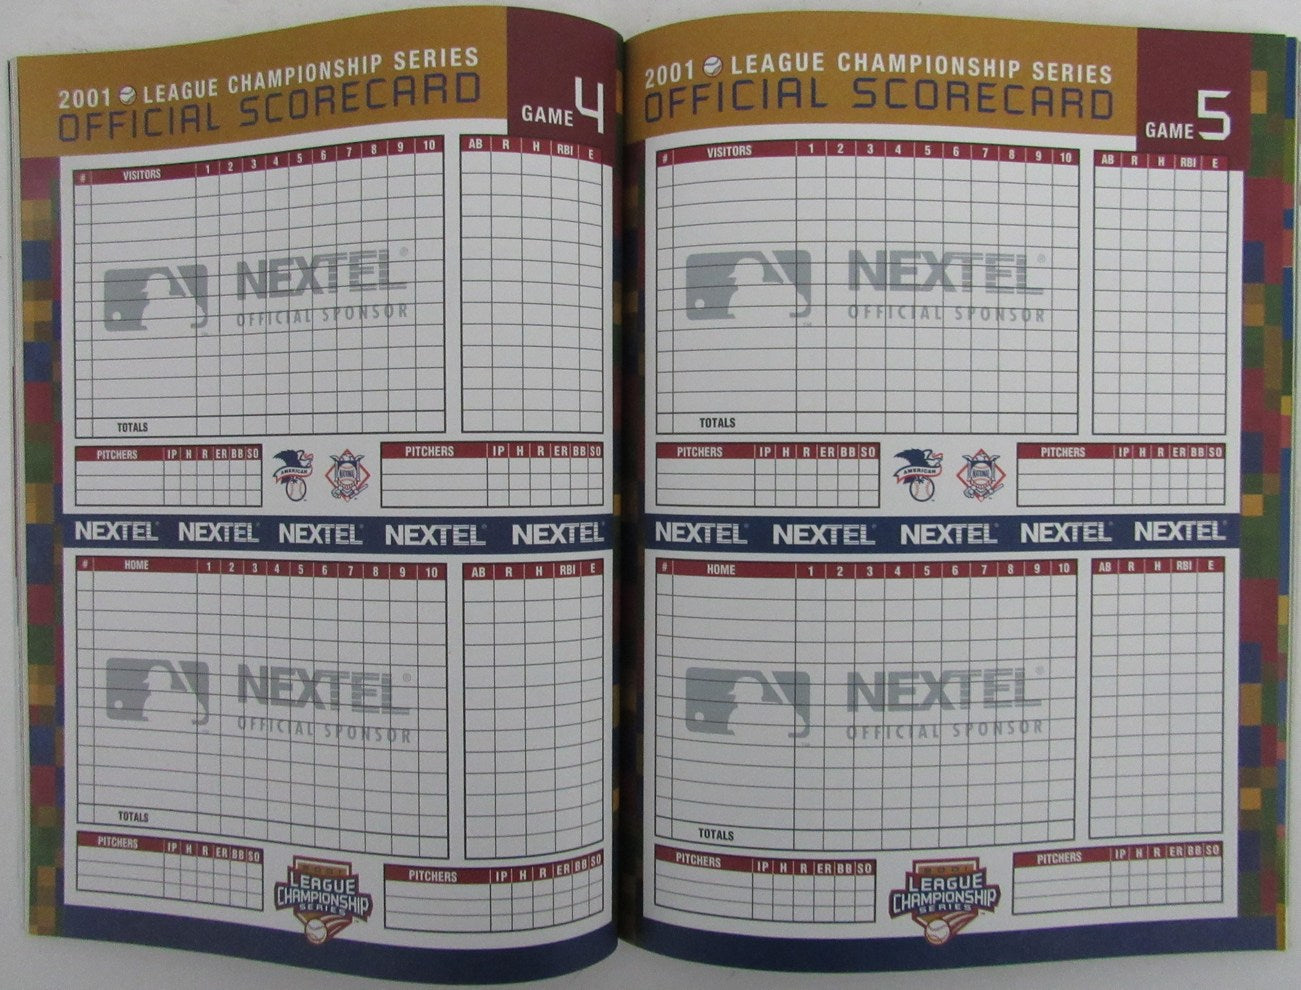 2001 LEAGUE CHAMPIONSHIP SERIES
OFFICIAL SCORECARD
GAME 4
# VISITORS 1 2 3 4 5 6 7 8 9 10 AB R H RBI E
NEXTEL®
OFFICIAL SPONSOR
TOTALS
PITCHERS IP H R ER BB SO
AMERICAN
NATIONAL
PITCHERS IP H R ER BB SO
NEXTEL® NEXTEL® NEXTEL® NEXTEL® NEXTEL®
# HOME 1 2 3 4 5 6 7 8 9 10 AB R H RBI E
NEXTEL®
OFFICIAL SPONSOR
TOTALS
PITCHERS IP H R ER BB SO
2001
LEAGUE
CHAMPIONSHIP
SERIES
PITCHERS IP H R ER BB SO
2001 LEAGUE CHAMPIONSHIP SERIES
OFFICIAL SCORECARD
GAME 5
# VISITORS 1 2 3 4 5 6 7 8 9 10 AB R H RBI E
NEXTEL®
OFFICIAL SPONSOR
TOTALS
PITCHERS IP H R ER BB SO
AMERICAN
NATIONAL
PITCHERS IP H R ER BB SO
NEXTEL® NEXTEL® NEXTEL® NEXTEL® NEXTEL®
# HOME 1 2 3 4 5 6 7 8 9 10 AB R H RBI E
NEXTEL®
OFFICIAL SPONSOR
TOTALS
PITCHERS IP H R ER BB SO
2001
LEAGUE
CHAMPIONSHIP
SERIES
PITCHERS IP H R ER BB SO